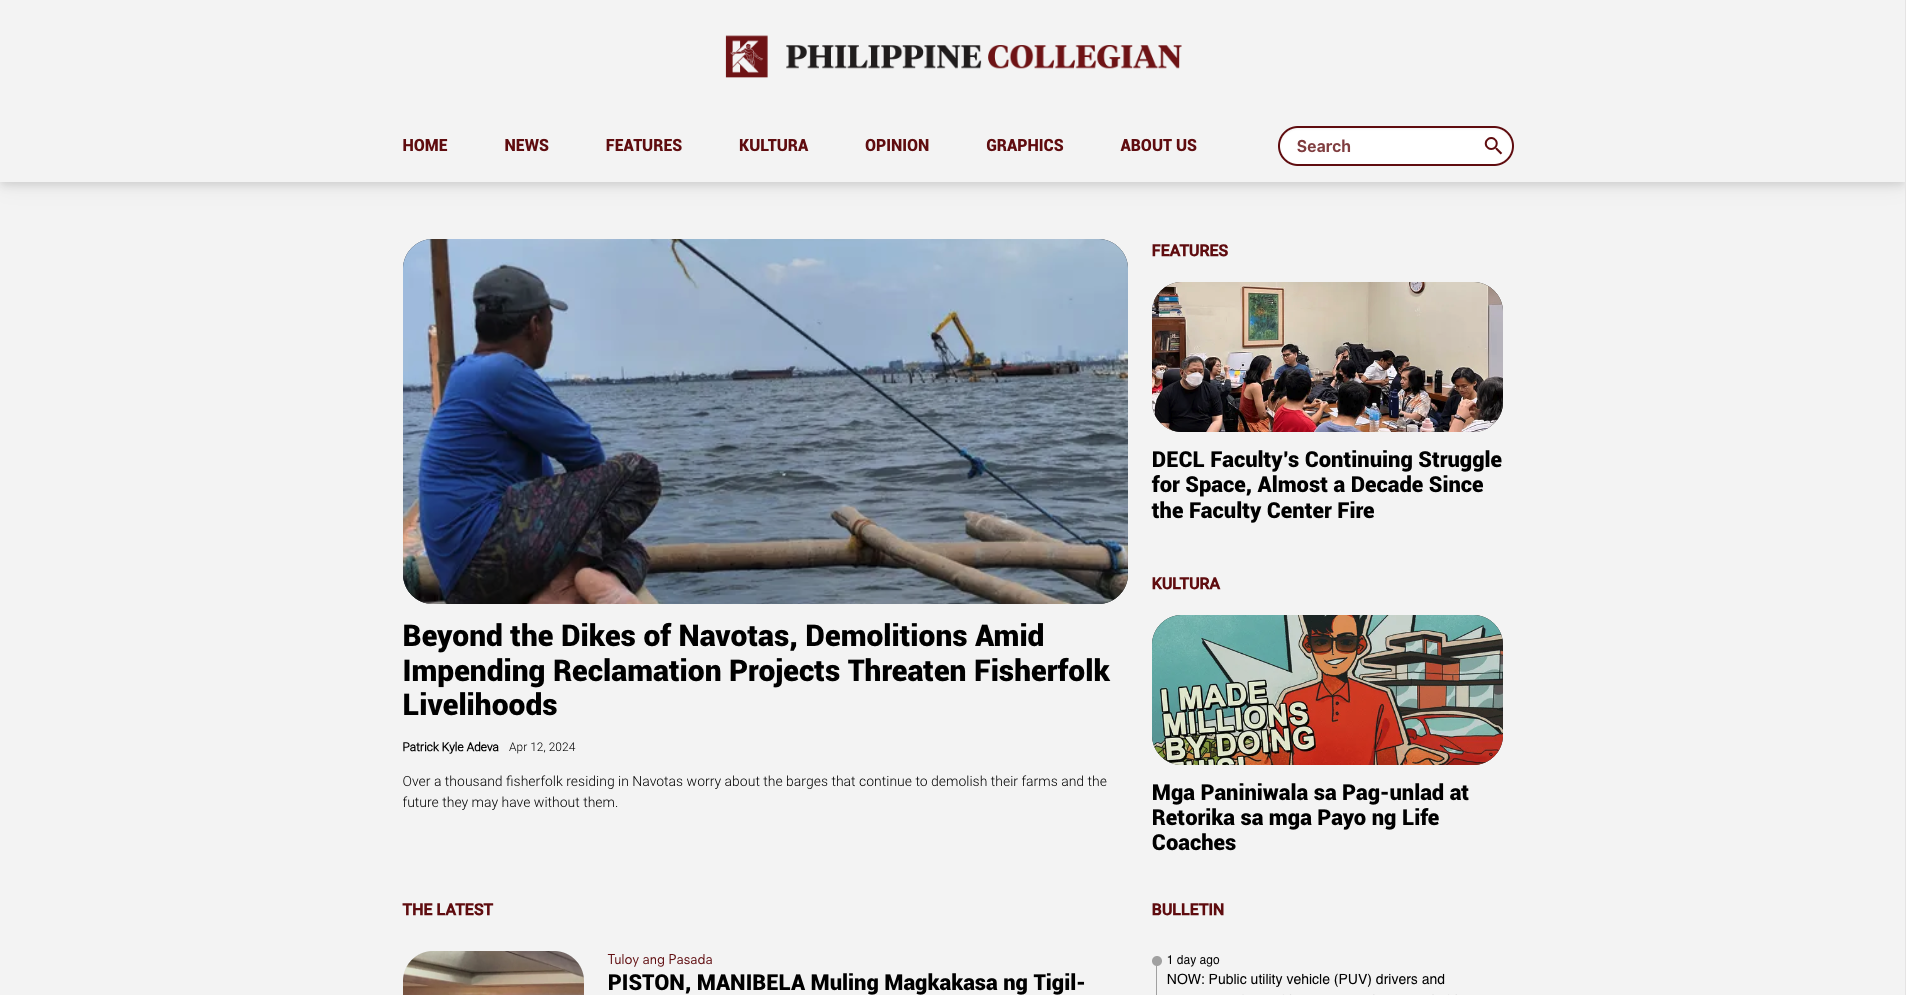 PHILIPPINE COLLEGIAN
HOME
NEWS
FEATURES
KULTURA
OPINION
GRAPHICS
ABOUT US
Search
Beyond the Dikes of Navotas, Demolitions Amid
Impending Reclamation Projects Threaten Fisherfolk
Livelihoods
Patrick Kyle Adeva Apr 12, 2024
Over a thousand fisherfolk residing in Navotas worry about the barges that continue to demolish their farms and the
future they may have without them.
FEATURES
DECL Faculty's Continuing Struggle
for Space, Almost a Decade Since
the Faculty Center Fire
KULTURA
I MADE
MILLIONS
BY DOING
Mga Paniniwala sa Pag-unlad at
Retorika sa mga Payo ng Life
Coaches
THE LATEST
Tuloy ang Pasada
PISTON, MANIBELA Muling Magkakasa ng Tigil-
BULLETIN
1 day ago
NOW: Public utility vehicle (PUV) drivers and